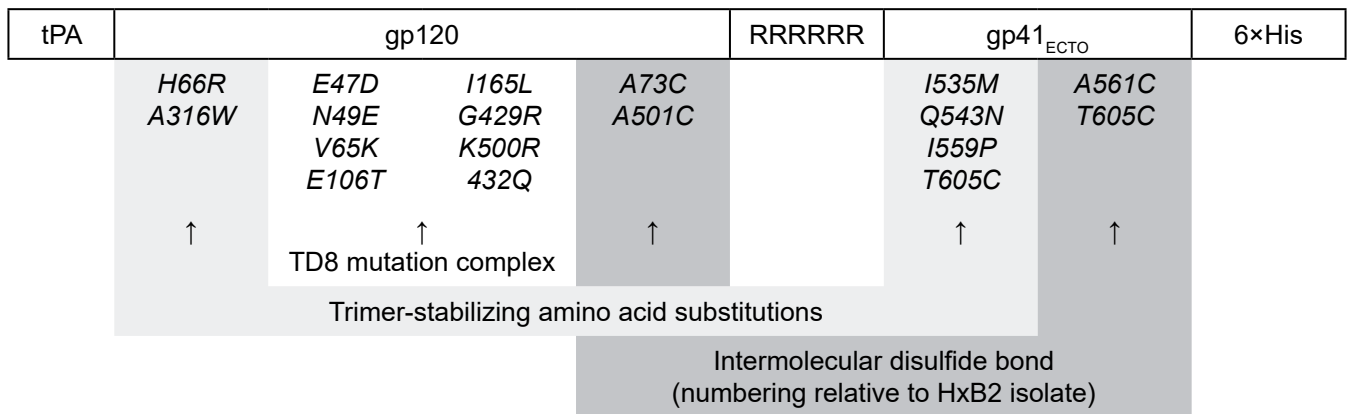 tPA gp120 RRRRRR gp41ECTO 6×His
H66R E47D I165L A73C I535M A561C
A316W N49E G429R A501C Q543N T605C
V65K K500R I559P
E106T 432Q T605C
↑ ↑ ↑ ↑ ↑
TD8 mutation complex
Trimer-stabilizing amino acid substitutions
Intermolecular disulfide bond
(numbering relative to HxB2 isolate)